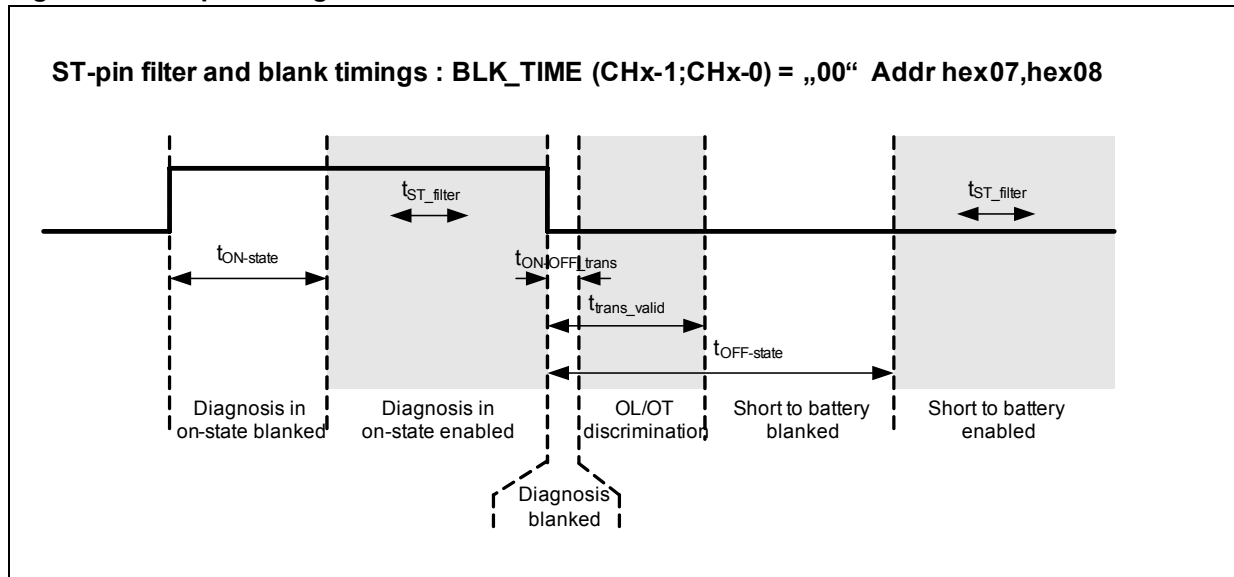 ST-pin filter and blank timings : BLK_TIME (CHx-1;CHx-0) = „00“ Addr hex07,hex08
tST_filter
tST_filter
tON-state
tON-OFF_trans
ttrans_valid
tOFF-state
Diagnosis in
on-state blanked
Diagnosis in
on-state enabled
OL/OT
discrimination
Short to battery
blanked
Short to battery
enabled
Diagnosis
blanked